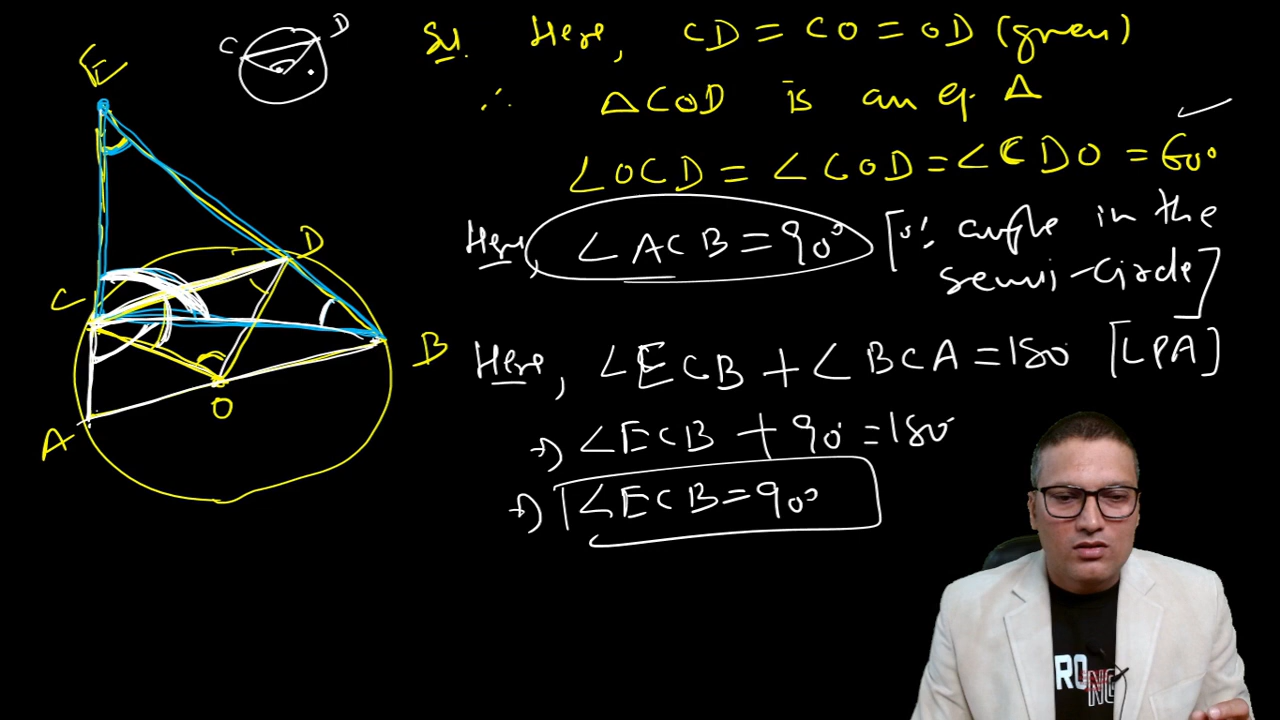 E
C D
D
C
B
O
A
Sol. Here, CD = CO = OD (given)
∴ ΔCOD is an eq. Δ
∠OCD = ∠COD = ∠CDO = 60°
Here, ∠ACB = 90° [∵ angle in the
semi-circle]
Here, ∠ECB + ∠BCA = 180 [LPA]
⇒) ∠ECB + 90° = 180°
⇒) ∠ECB = 90°